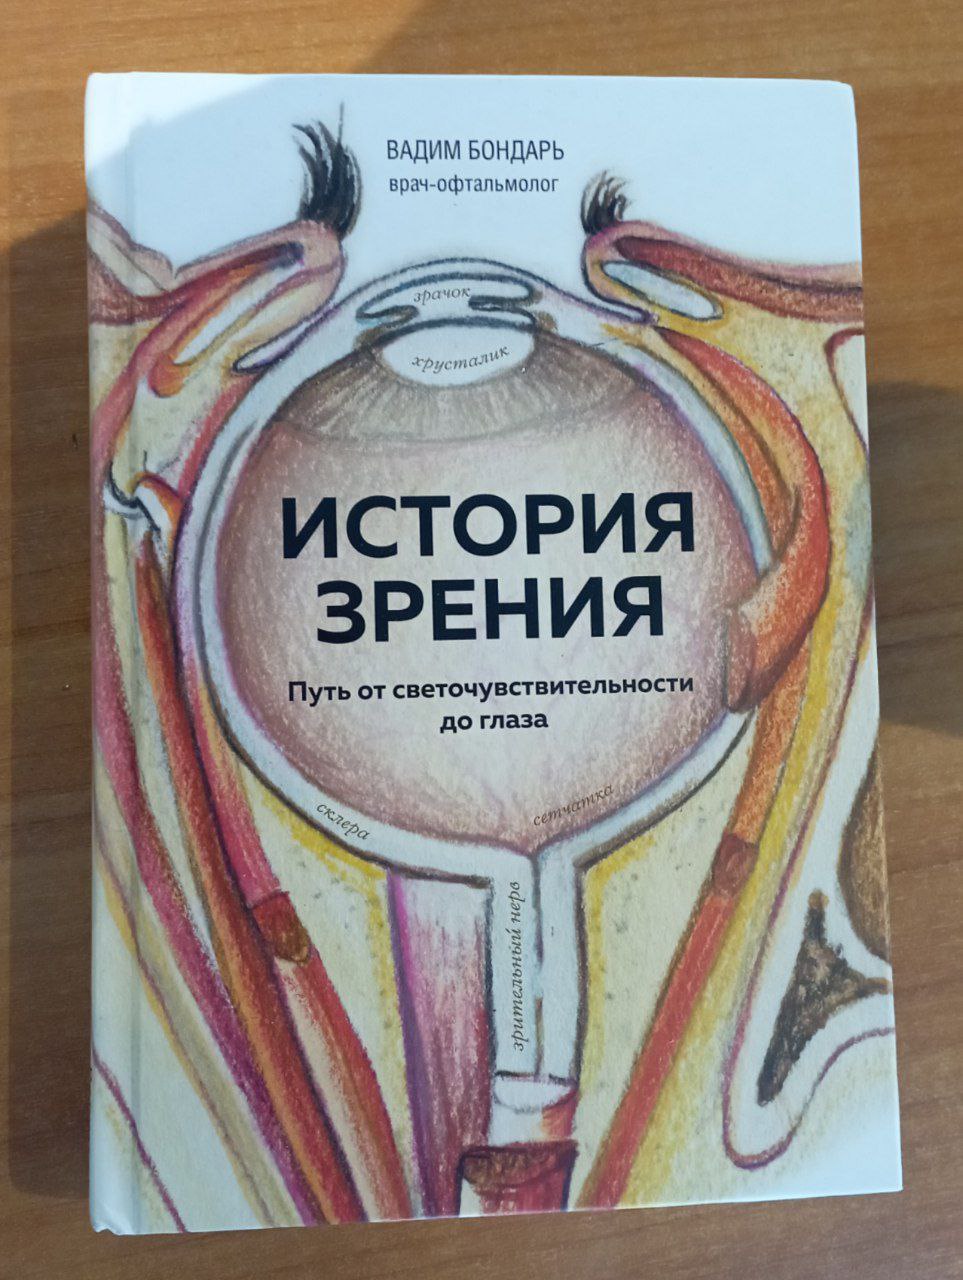 ВАДИМ БОНДАРЬ
врач-офтальмолог
зрачок
хрусталик
ИСТОРИЯ
ЗРЕНИЯ
Путь от светочувствительности
до глаза
склера
сетчатка
зрительный нерв